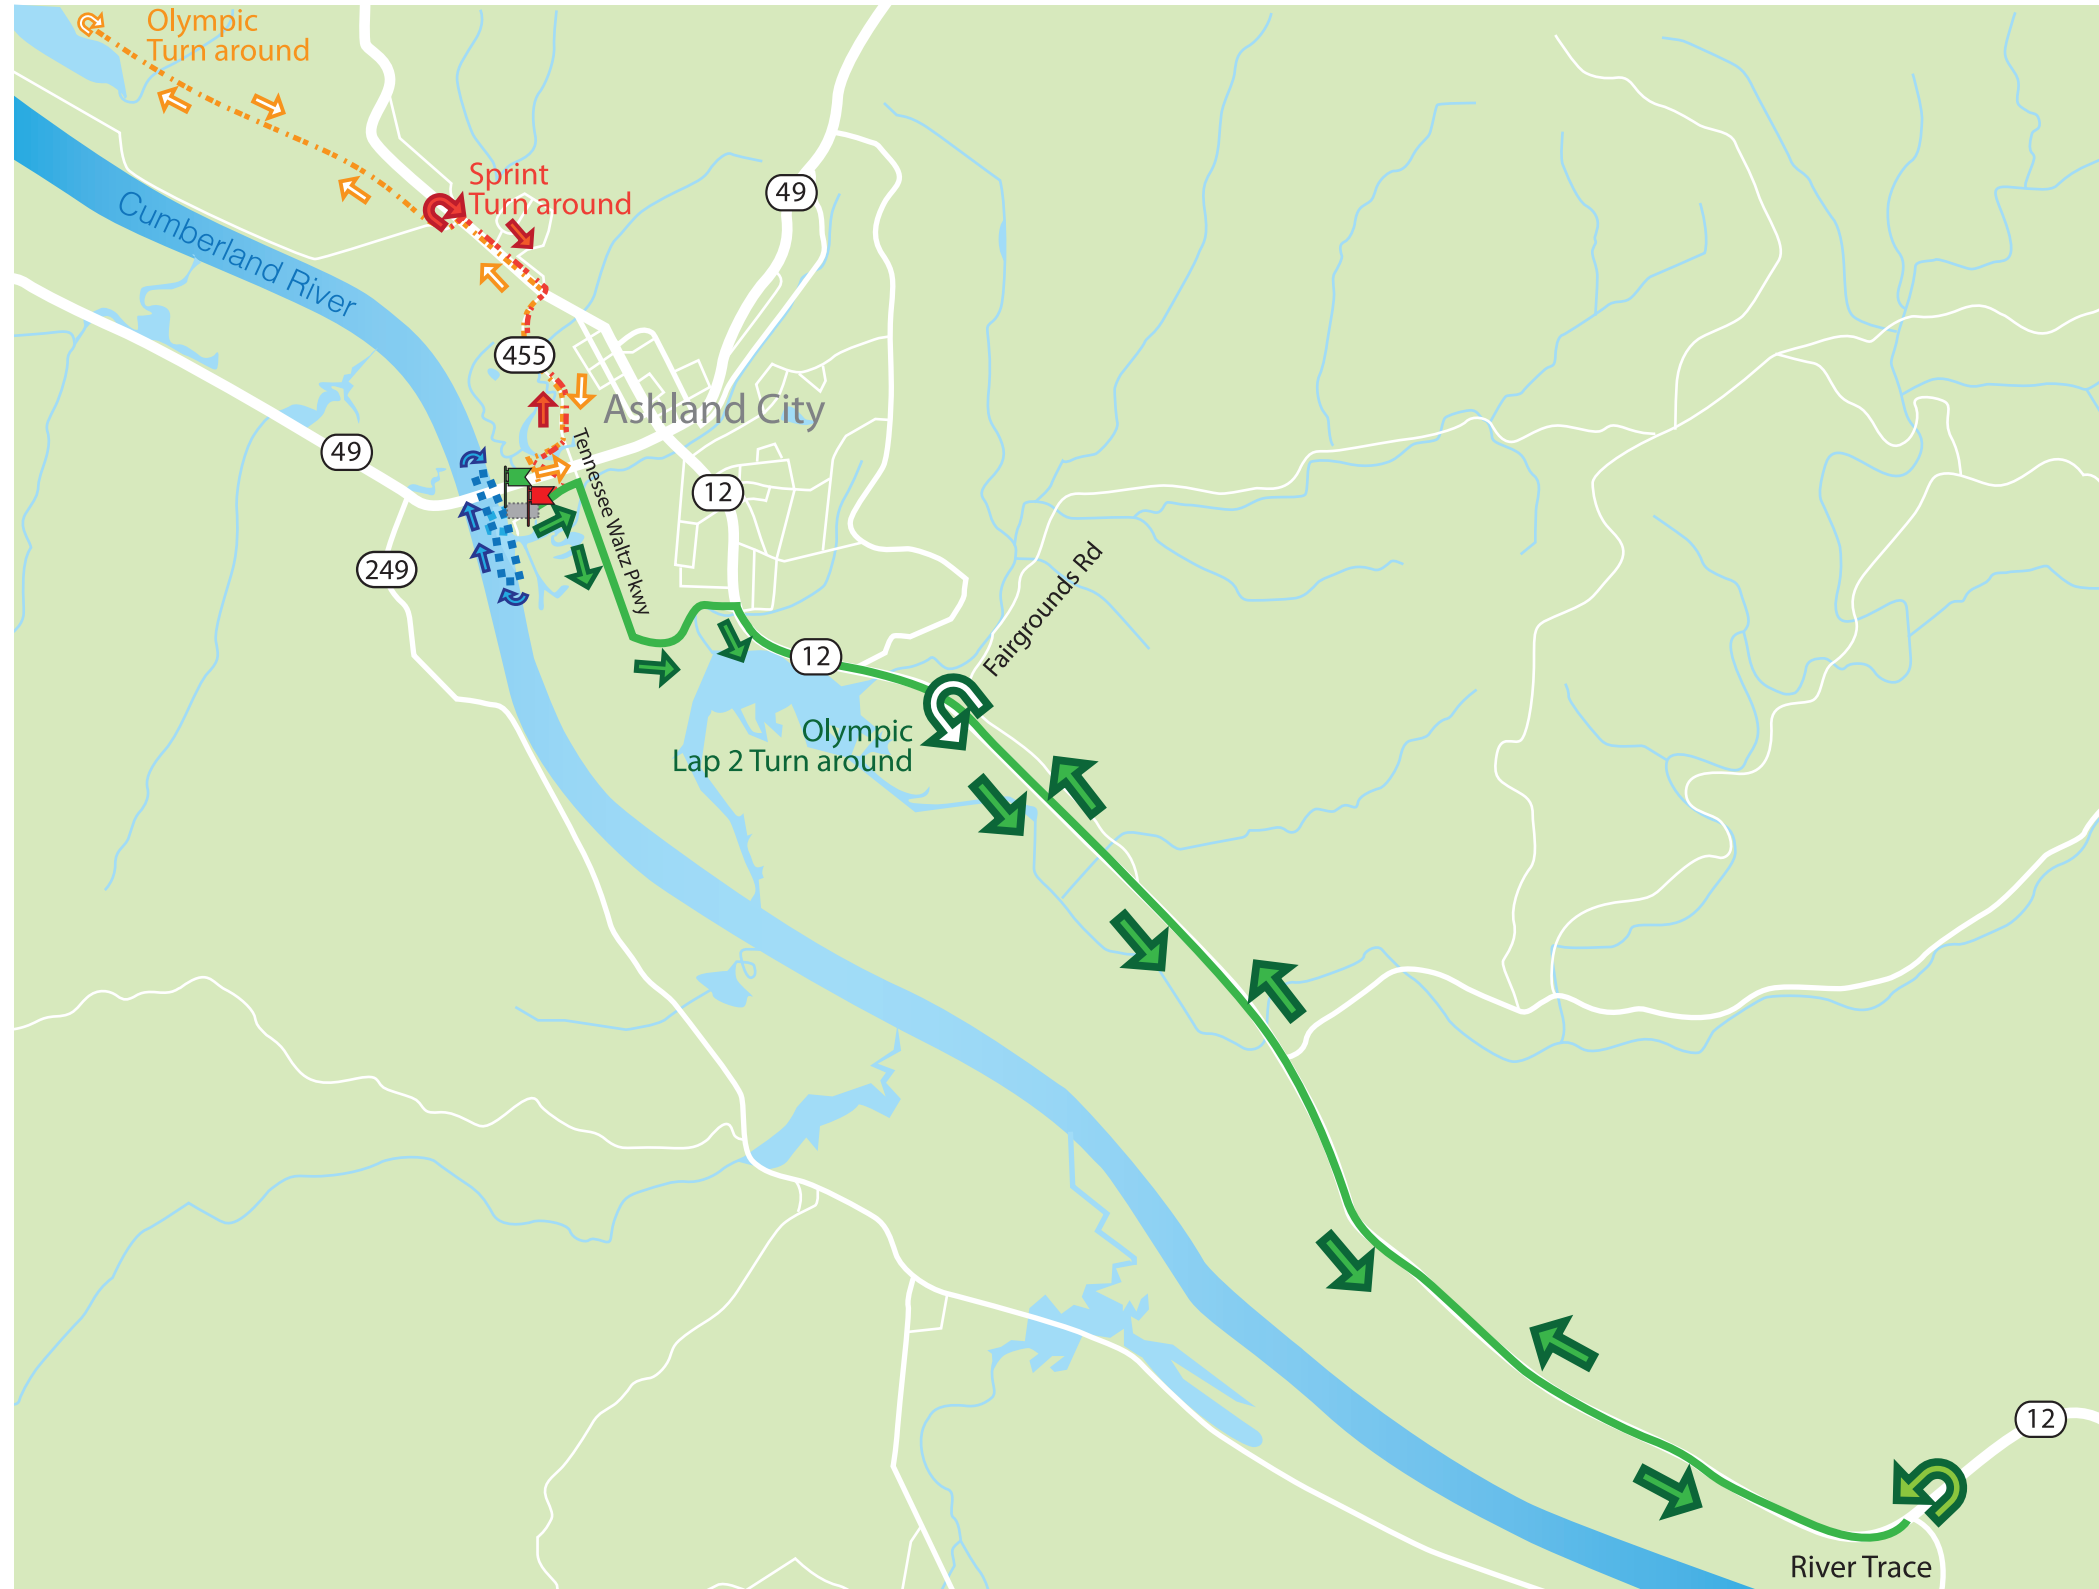 Olympic
Turn around
Sprint
Turn around
49
Cumberland River
455
Ashland City
49
Tennessee Waltz Pkwy
12
249
Fairgrounds Rd
12
Olympic
Lap 2 Turn around
12
River Trace